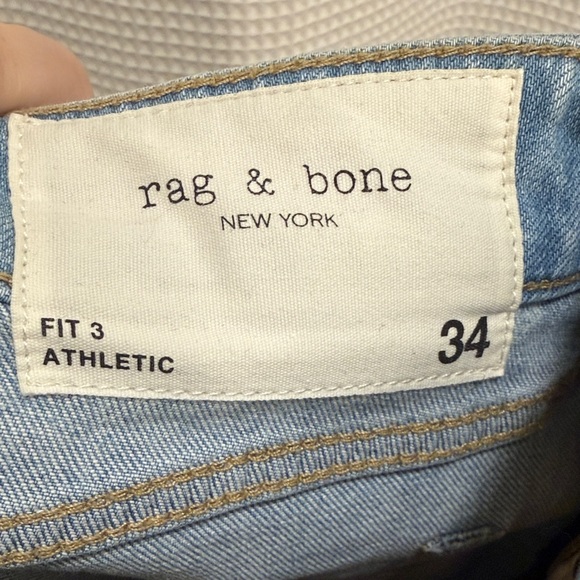 rag & bone
NEW YORK
FIT 3
ATHLETIC
34